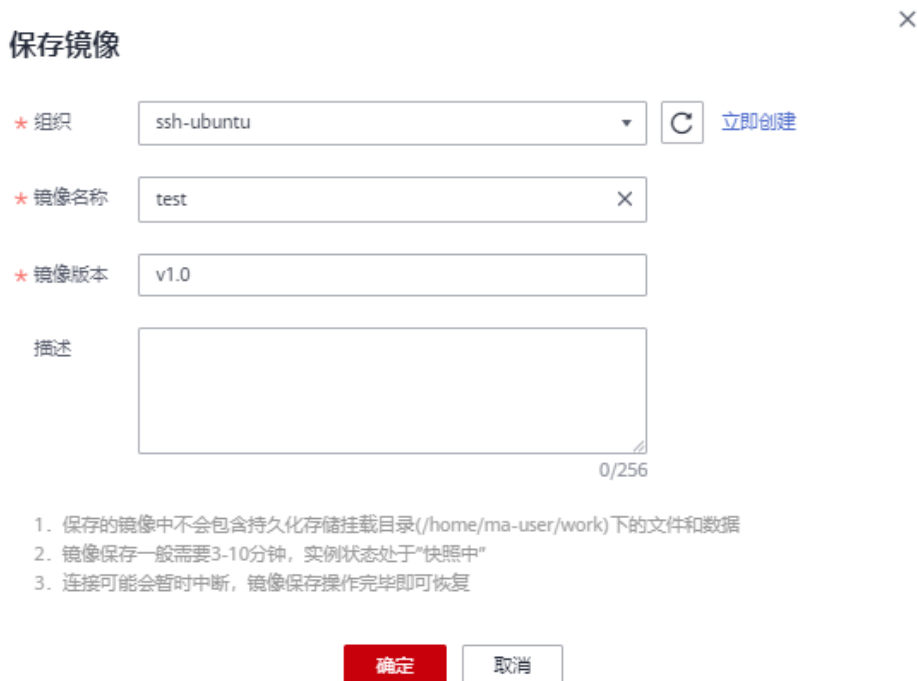 保存镜像
* 组织 ssh-ubuntu 立即创建
* 镜像名称 test
* 镜像版本 v1.0
描述
0/256
1. 保存的镜像中不会包含持久化存储挂载目录(/home/ma-user/work)下的文件和数据
2. 镜像保存一般需要3-10分钟，实例状态处于"快照中"
3. 连接可能会暂时中断，镜像保存操作完毕即可恢复
确定 取消